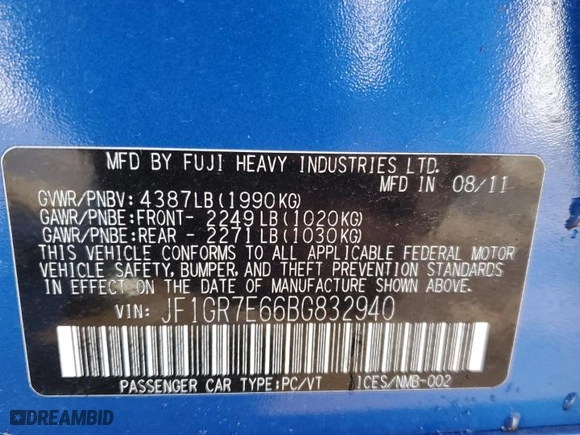 MFD BY FUJI HEAVY INDUSTRIES LTD.
MFD IN 08/11
GVWR/PNBV: 4387LB (1990KG)
GAWR/PNBE:FRONT- 2249LB(1020KG)
GAWR/PNBE:REAR - 2271LB(1030KG)
THIS VEHICLE CONFORMS TO ALL APPLICABLE FEDERAL MOTOR
VEHICLE SAFETY, BUMPER, AND THEFT PREVENTION STANDARDS
IN EFFECT ON THE DATE OF MANUFACTURE SHOWN ABOVE.
VIN: JF1GR7E66BG832940
PASSENGER CAR TYPE:PC/VT ICES/NMB-002
DREAMBID